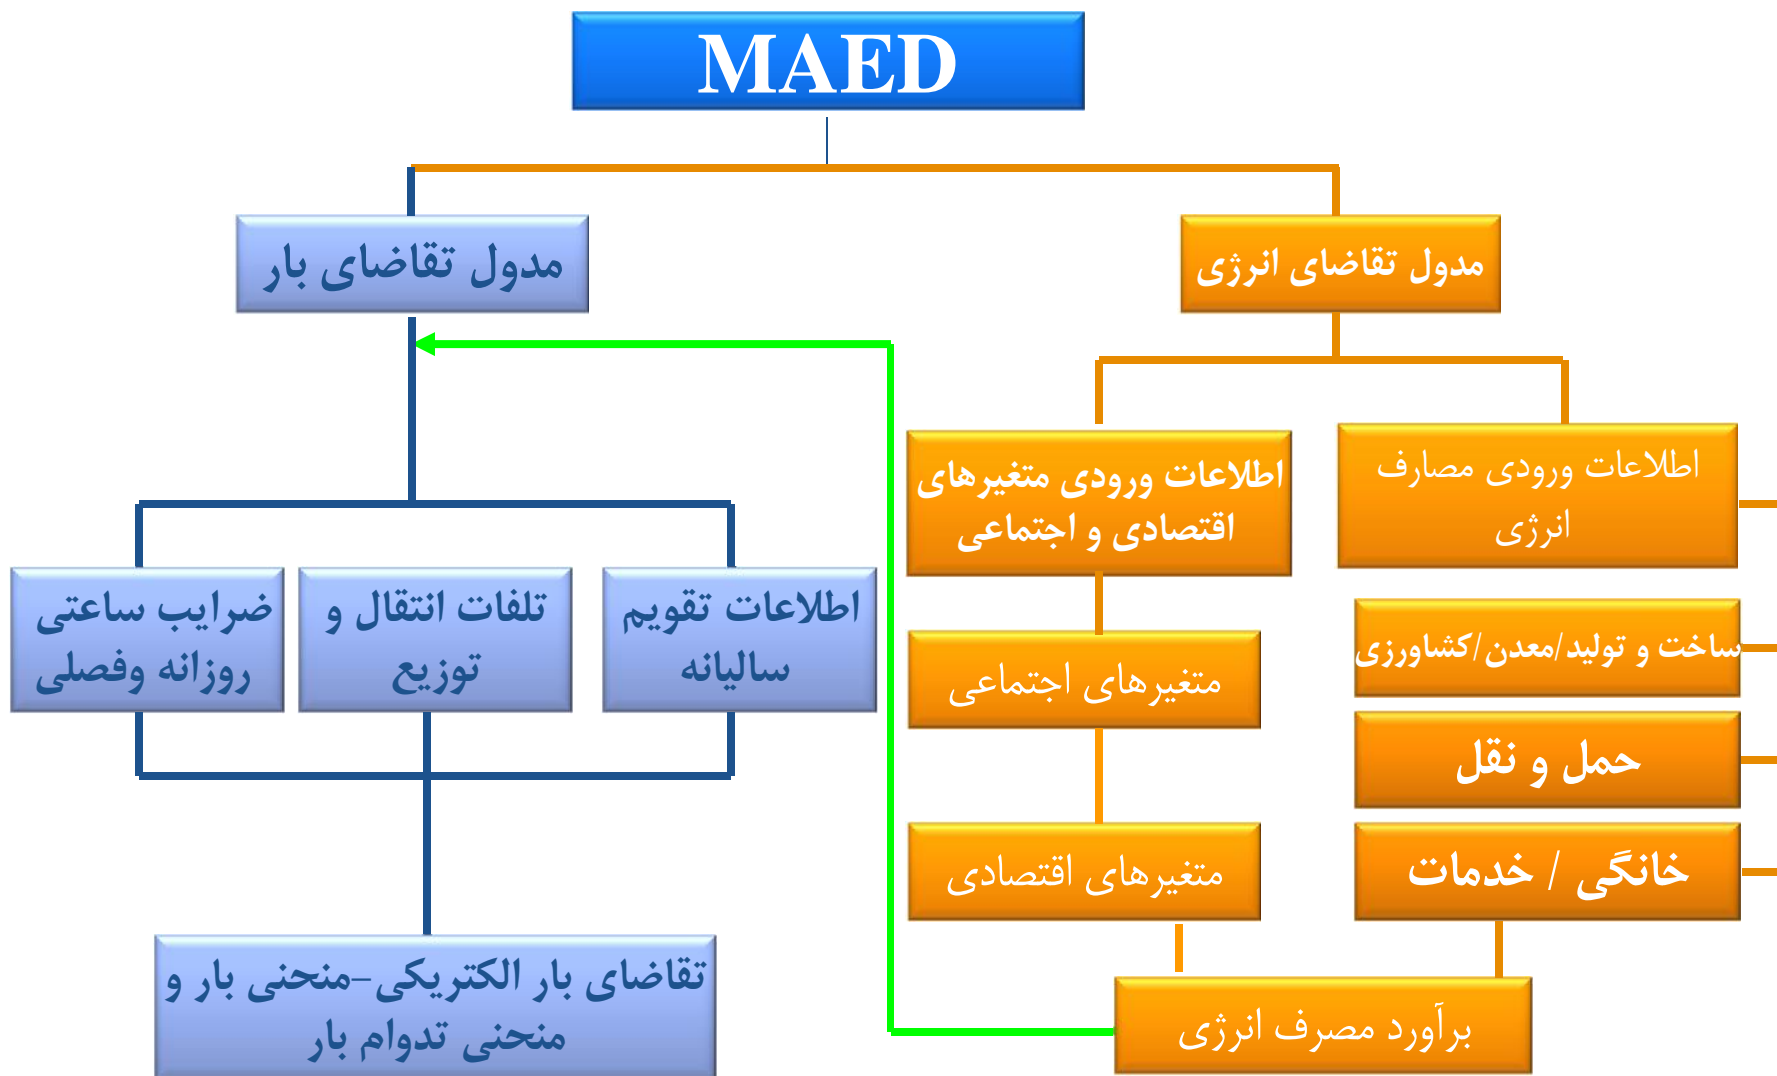 MAED
مدول تقاضای انرژی
مدول تقاضای بار
اطلاعات ورودی مصارف
انرژی
اطلاعات ورودی متغیرهای
اقتصادی و اجتماعی
ساخت و تولید/معدن/کشاورزی
متغیرهای اجتماعی
حمل و نقل
خانگی / خدمات
متغیرهای اقتصادی
برآورد مصرف انرژی
اطلاعات تقویم
سالیانه
تلفات انتقال و
توزیع
ضرایب ساعتی
روزانه وفصلی
تقاضای بار الکتریکی-منحنی بار و
منحنی تدوام بار